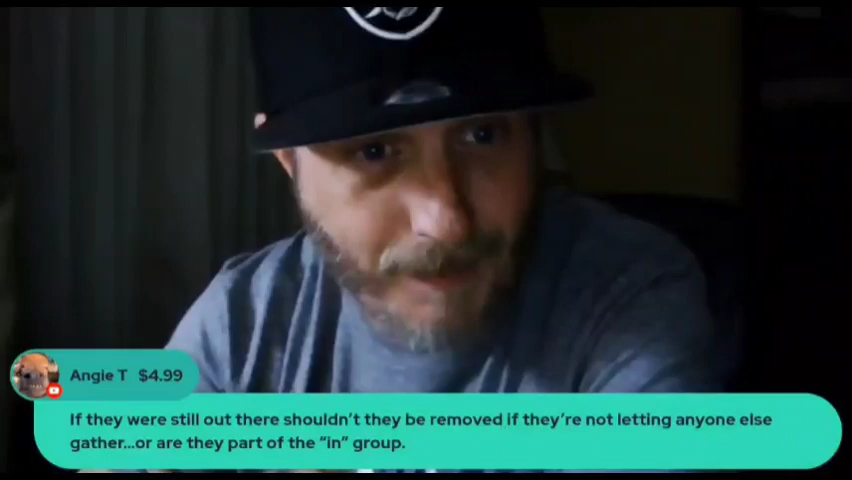 Angie T $4.99
If they were still out there shouldn't they be removed if they're not letting anyone else
gather...or are they part of the "in" group.